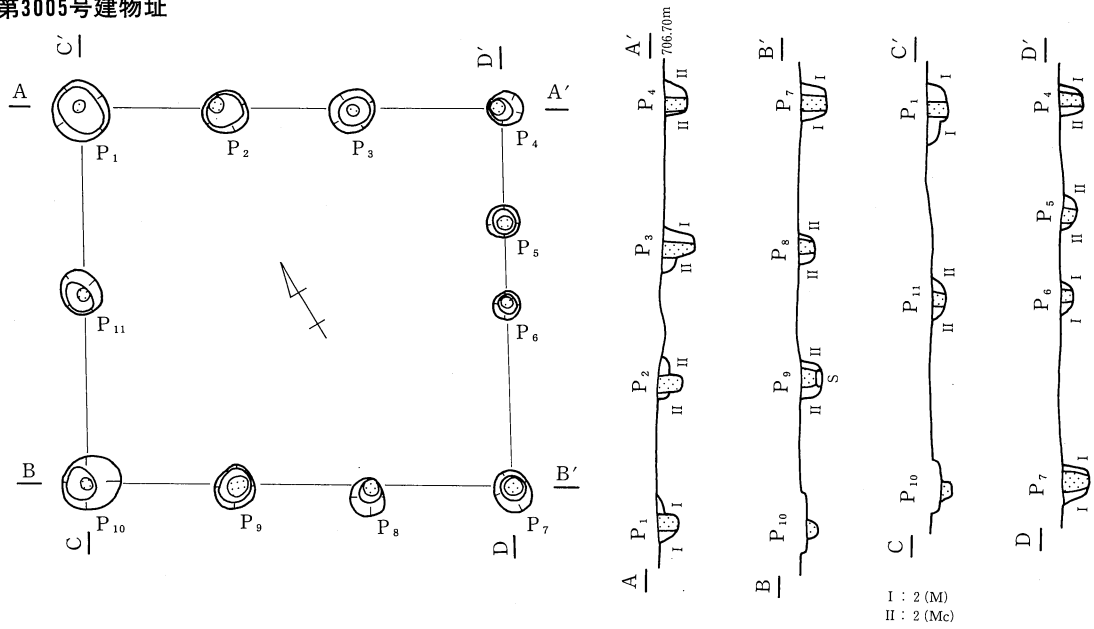 第3005号建物址
C′
D′
A
A′
P₁
P₂
P₃
P₄
P₅
P₆
P₁₁
B
B′
P₁₀
P₉
P₈
P₇
C
D
A′
706.70m
P₄
II
II
P₃
I
II
P₂
II
II
P₁
I
I
A
B′
P₇
I
I
P₈
II
II
P₉
II
II
S
P₁₀
B
C′
P₁
I
I
P₁₁
II
II
P₁₀
C
D′
P₄
I
II
P₅
II
II
P₆
I
I
P₇
I
I
D
I : 2 (M)
II : 2 (Mc)